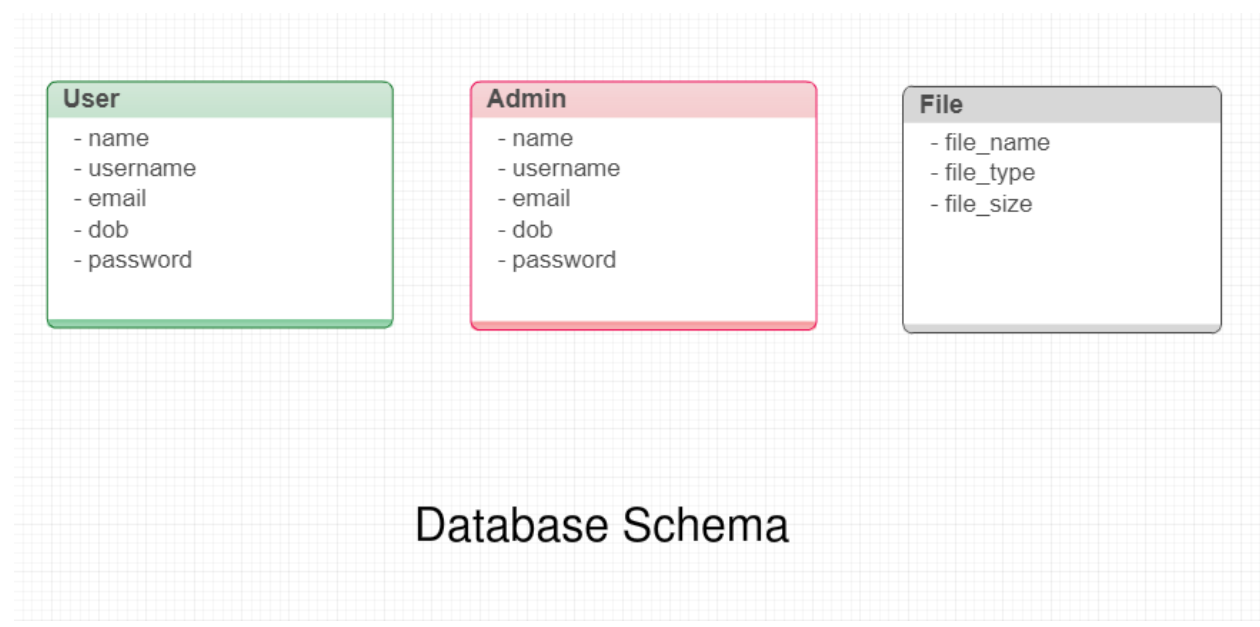 User
- name
- username
- email
- dob
- password
Admin
- name
- username
- email
- dob
- password
File
- file_name
- file_type
- file_size
Database Schema